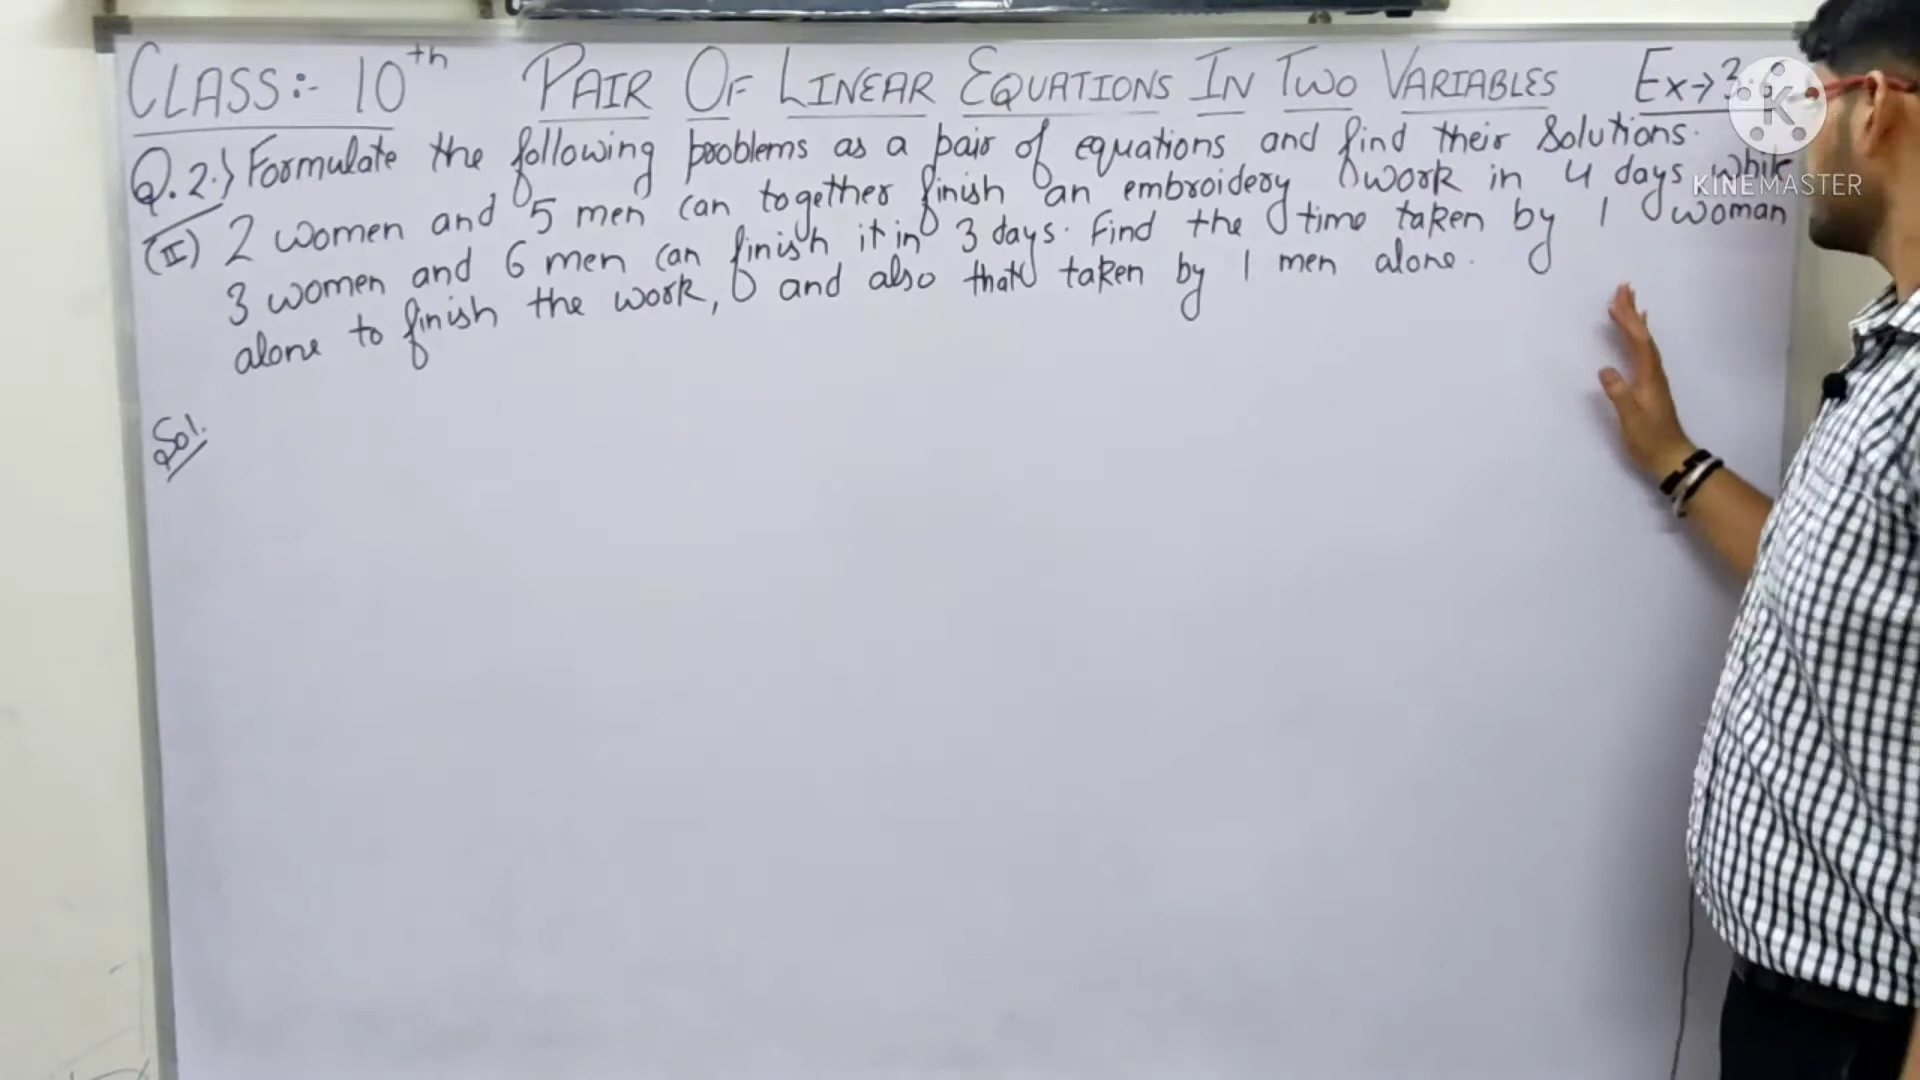 CLASS:- 10th PAIR OF LINEAR EQUATIONS IN TWO VARIABLES Ex→3.6
Q.2.) Formulate the following problems as a pair of equations and find their solutions.
(II) 2 women and 5 men can together finish an embroidery work in 4 days while
3 women and 6 men can finish it in 3 days. Find the time taken by 1 woman
alone to finish the work, and also that taken by 1 men alone.
Sol.
K
KINEMASTER